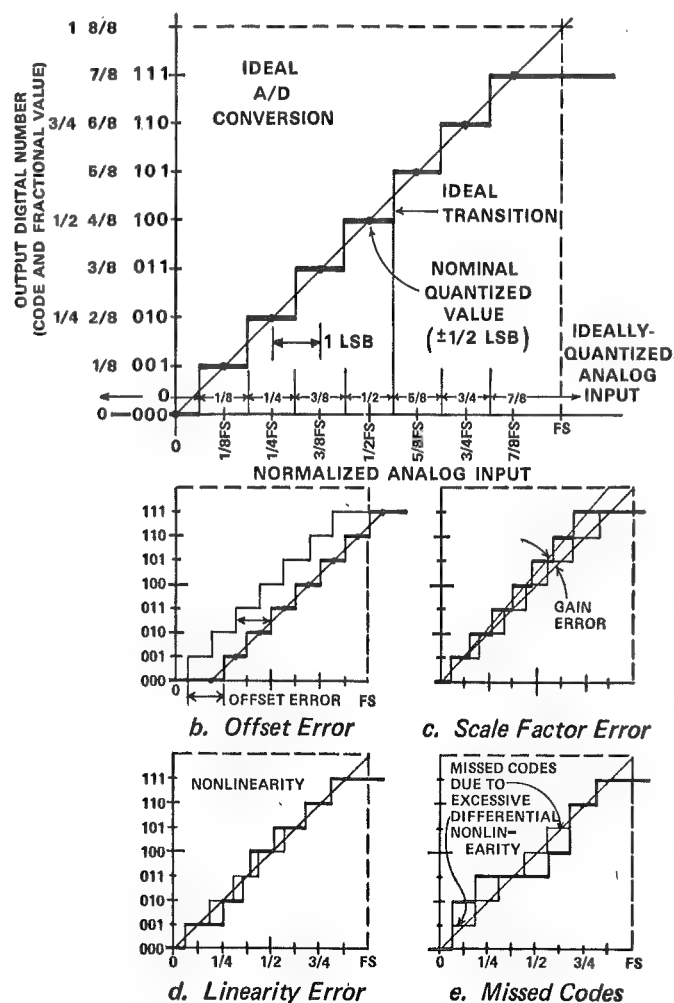 OUTPUT DIGITAL NUMBER
(CODE AND FRACTIONAL VALUE)
1 8/8
7/8 111
3/4 6/8 110
5/8 101
1/2 4/8 100
3/8 011
1/4 2/8 010
1/8 001
0
0 000
IDEAL
A/D
CONVERSION
IDEAL
TRANSITION
NOMINAL
QUANTIZED
VALUE
(±1/2 LSB)
1 LSB
IDEALLY-
QUANTIZED
ANALOG
INPUT
1/8 1/4 3/8 1/2 5/8 3/4 7/8
0 1/8FS 1/4FS 3/8FS 1/2FS 5/8FS 3/4FS 7/8FS FS
NORMALIZED ANALOG INPUT
111
110
101
100
011
010
001
000
0 OFFSET ERROR FS
b. Offset Error
GAIN
ERROR
c. Scale Factor Error
NONLINEARITY
111
110
101
100
011
010
001
000
0 1/4 1/2 3/4 FS
d. Linearity Error
MISSED CODES
DUE TO
EXCESSIVE
DIFFERENTIAL
NONLIN-
EARITY
0 1/4 1/2 3/4 FS
e. Missed Codes